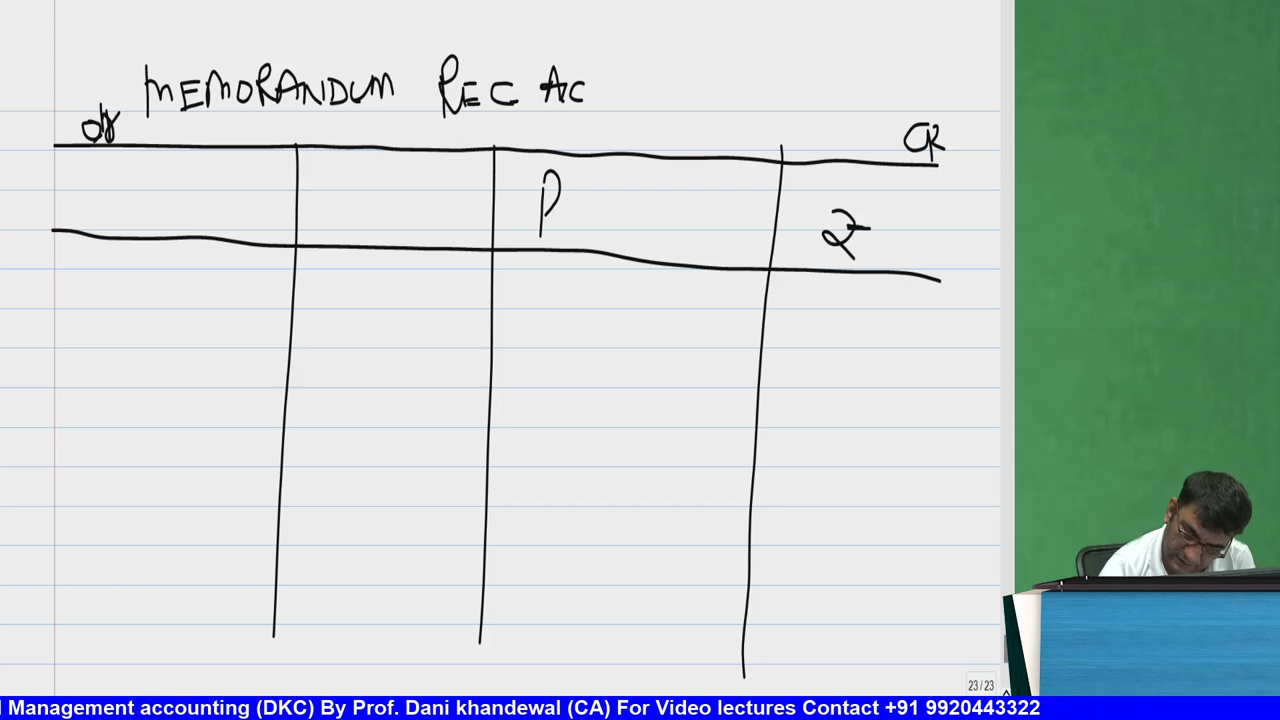 MEMORANDUM REC AC
dr
CR
P
₹
23/23
Management accounting (DKC) By Prof. Dani khandewal (CA) For Video lectures Contact +91 9920443322